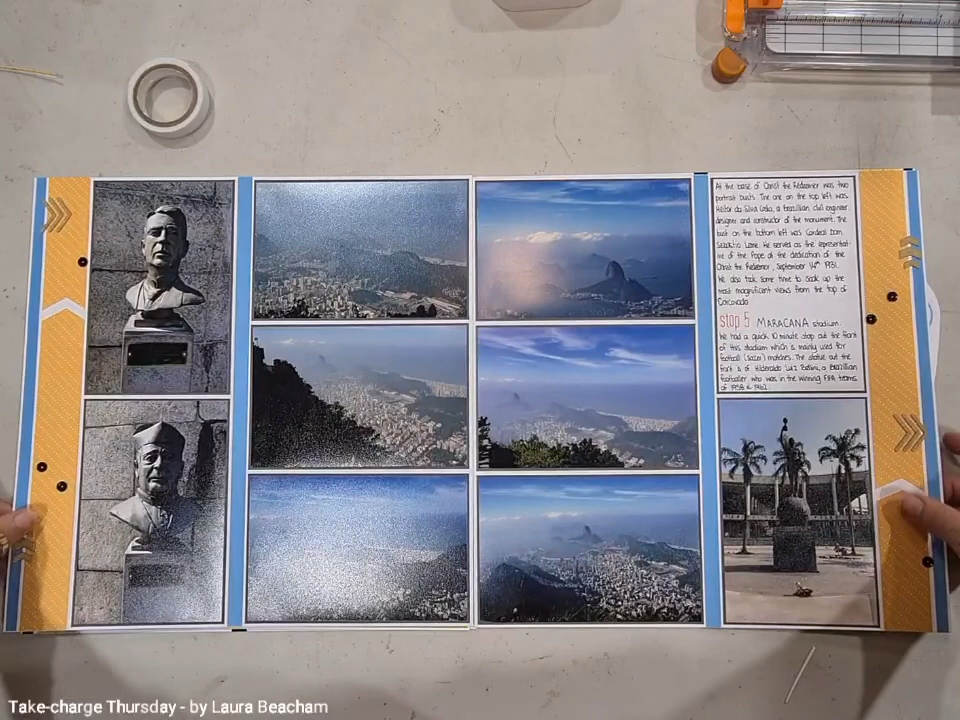 At the base of Christ the Redeemer was two
portrait busts. The one on the top left was
Heitor da Silva Costa, a Brazilian civil engineer,
designer and constructor of the monument. The
bust on the bottom left was Cardeal Dom
Sebastio Leme. He served as the representat-
ive of the Pope at the dedication of the
Christ the Redeemer, September 14th 1931.
We also took some time to soak up the
most magnificent views from the top of
Corcovado
stop 5 MARACANA stadium.
We had a quick 10 minute stop out the front
of this stadium which is mainly used for
football (soccer) matches. The statue out the
front is of Hilderaldo Luiz Bellini, a Brazilian
footballer who was in the winning FIFA teams
of 1958 & 1962.
Take-charge Thursday - by Laura Beacham